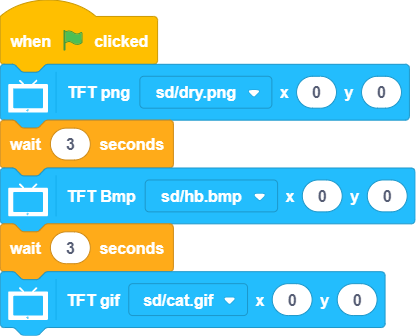 when clicked
TFT png sd/dry.png x 0 y 0
wait 3 seconds
TFT Bmp sd/hb.bmp x 0 y 0
wait 3 seconds
TFT gif sd/cat.gif x 0 y 0